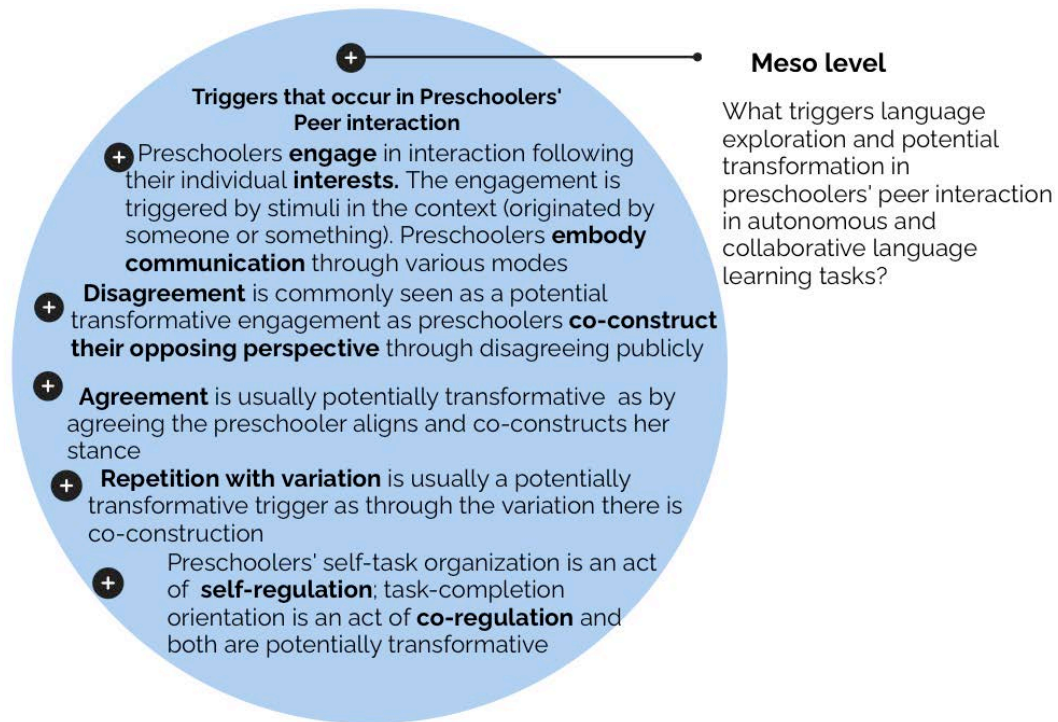 Triggers that occur in Preschoolers'
Peer interaction
Preschoolers engage in interaction following
their individual interests. The engagement is
triggered by stimuli in the context (originated by
someone or something). Preschoolers embody
communication through various modes
Disagreement is commonly seen as a potential
transformative engagement as preschoolers co-construct
their opposing perspective through disagreeing publicly
Agreement is usually potentially transformative as by
agreeing the preschooler aligns and co-constructs her
stance
Repetition with variation is usually a potentially
transformative trigger as through the variation there is
co-construction
Preschoolers' self-task organization is an act
of self-regulation; task-completion
orientation is an act of co-regulation and
both are potentially transformative
Meso level
What triggers language
exploration and potential
transformation in
preschoolers' peer interaction
in autonomous and
collaborative language
learning tasks?